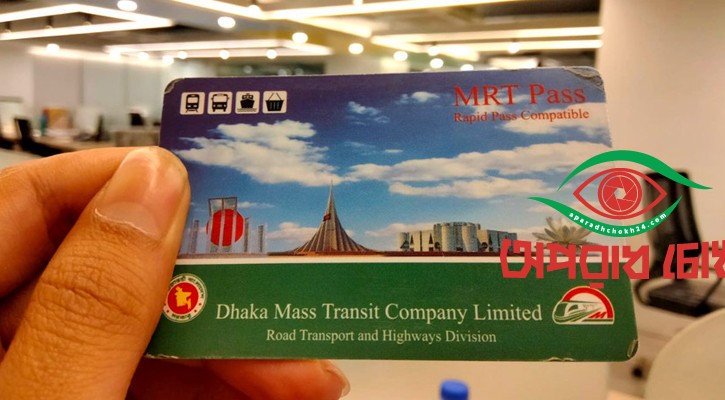 MRT Pass
Rapid Pass Compatible
aparadhchokh24.com
অপরাধ
Dhaka Mass Transit Company Limited
Road Transport and Highways Division